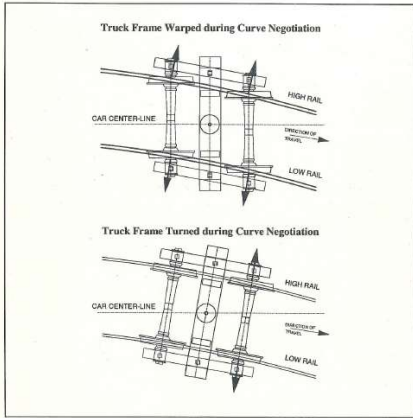 Truck Frame Warped during Curve Negotiation
HIGH RAIL
CAR CENTER-LINE
DIRECTION OF
TRAVEL
LOW RAIL
Truck Frame Turned during Curve Negotiation
HIGH RAIL
CAR CENTER-LINE
DIRECTION OF
TRAVEL
LOW RAIL